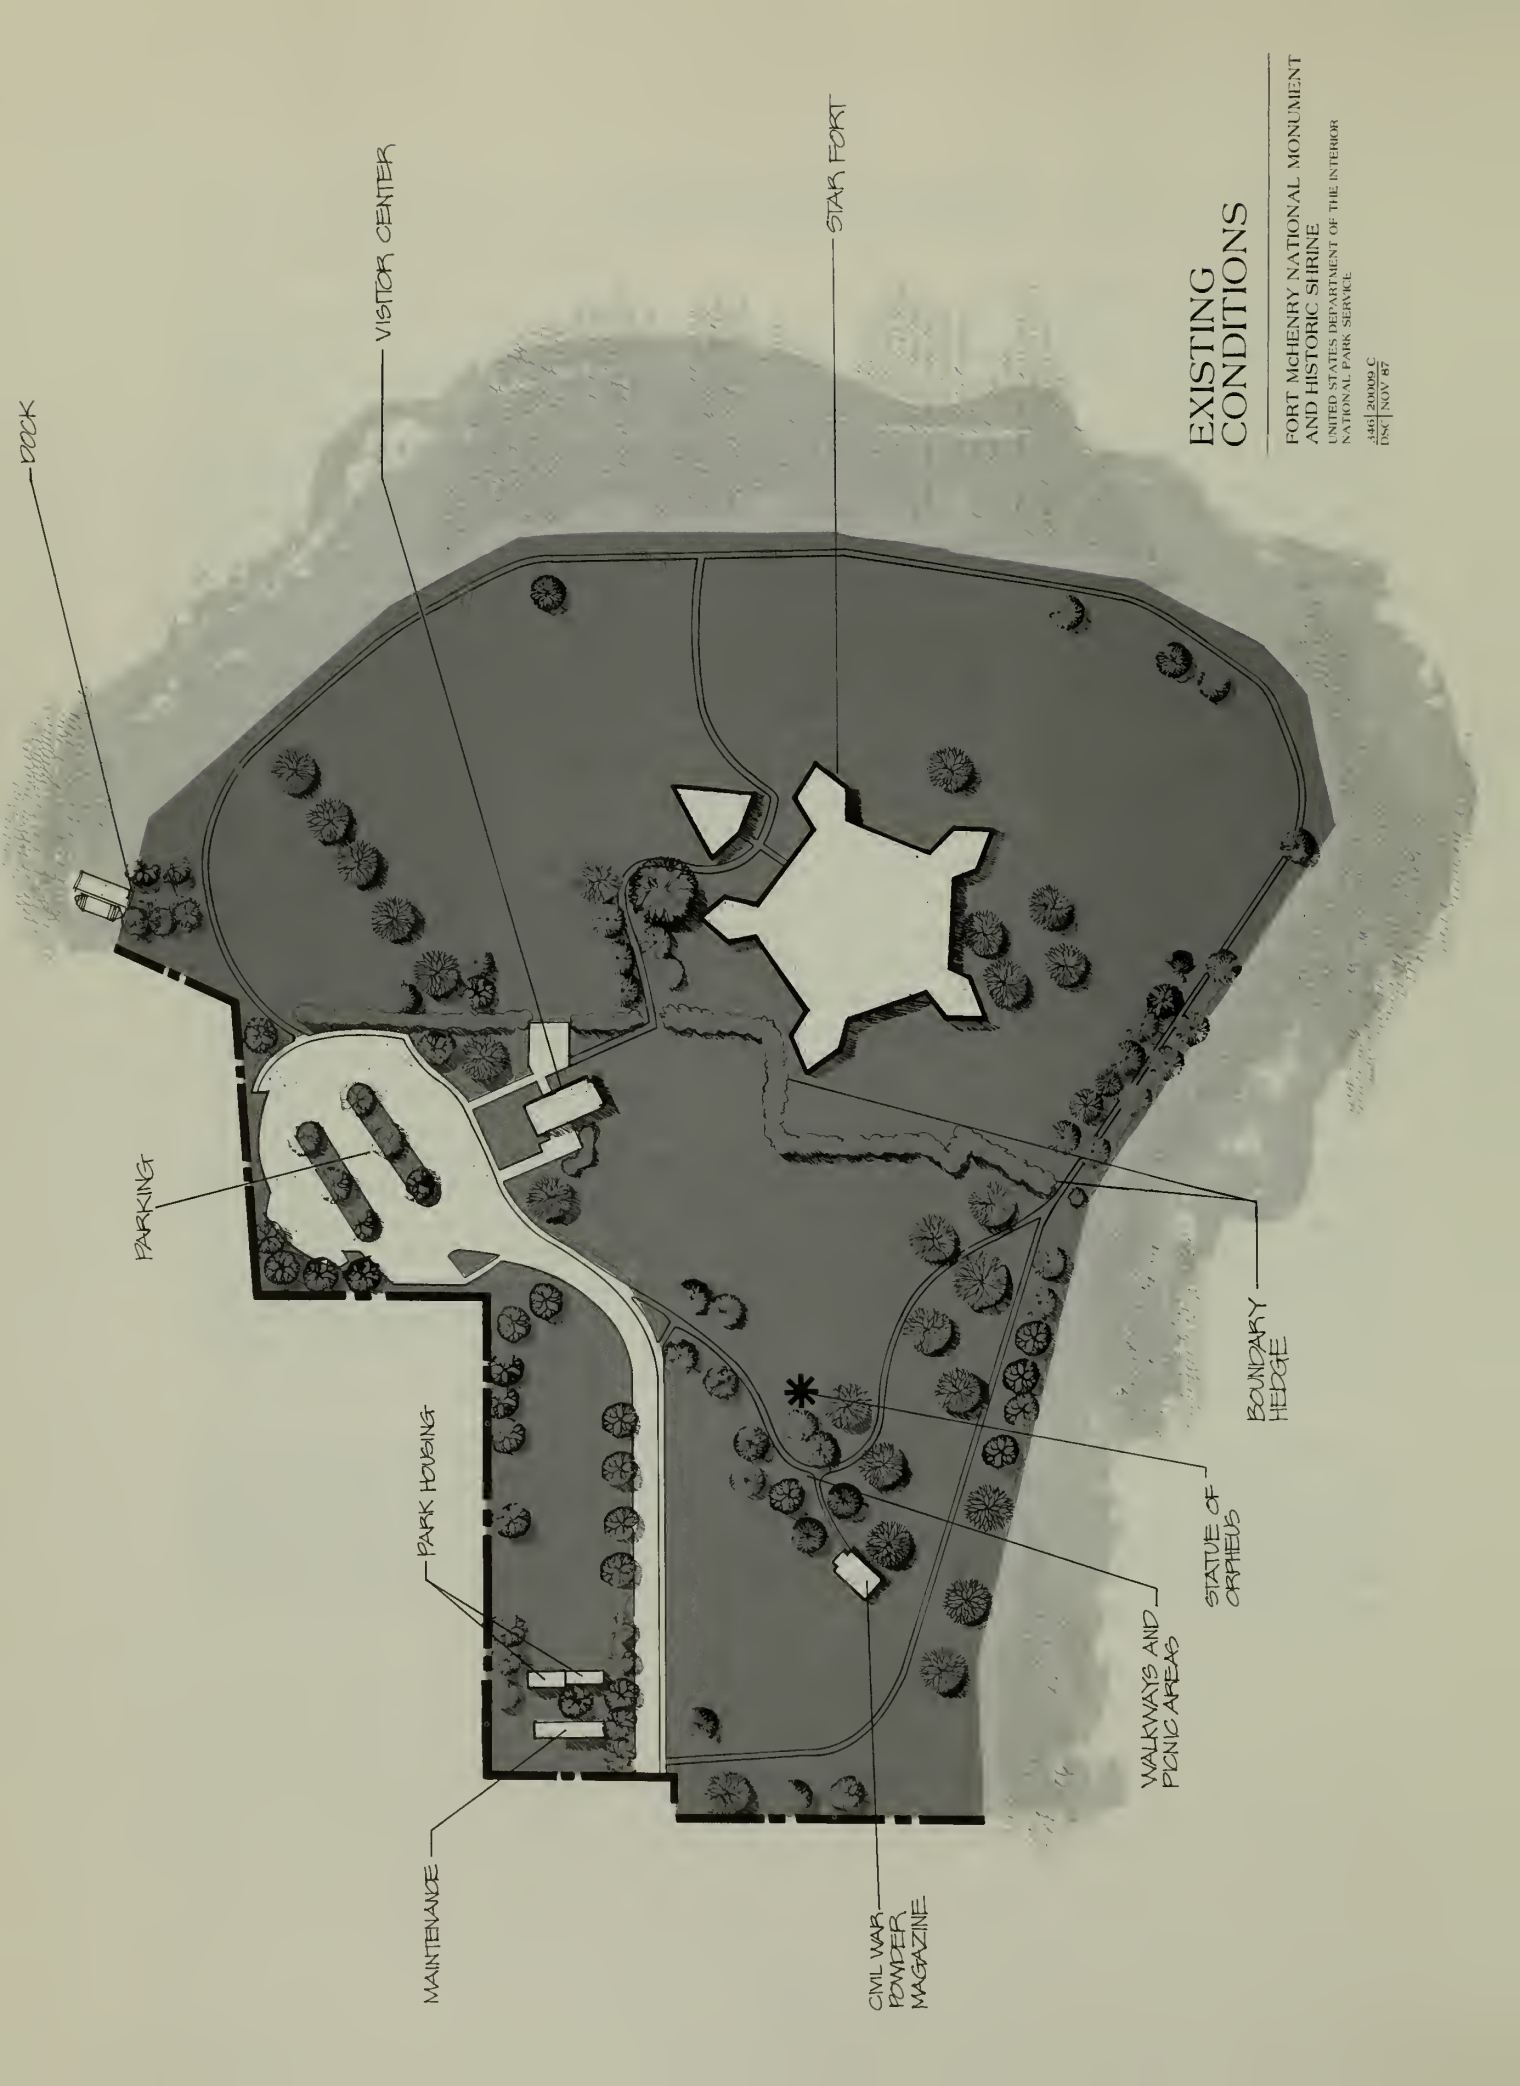 DOCK
VISITOR CENTER
STAR FORT
PARKING
PARK HOUSING
MAINTENANCE
CIVIL WAR
POWDER
MAGAZINE
WALKWAYS AND
PICNIC AREAS
STATUE OF
ORPHEUS
BOUNDARY
HEDGE
EXISTING
CONDITIONS
FORT McHENRY NATIONAL MONUMENT
AND HISTORIC SHRINE
UNITED STATES DEPARTMENT OF THE INTERIOR
NATIONAL PARK SERVICE
346 | 20009 C
DSC | NOV 87